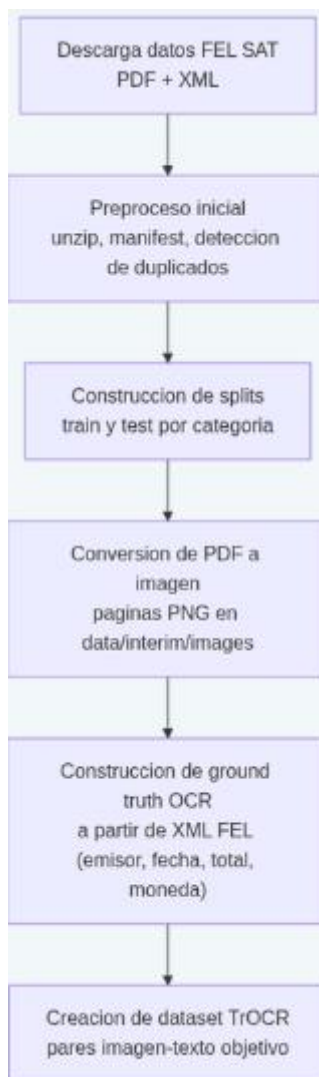 Descarga datos FEL SAT
PDF + XML
Preproceso inicial
unzip, manifest, deteccion
de duplicados
Construccion de splits
train y test por categoria
Conversion de PDF a
imagen
paginas PNG en
data/interim/images
Construccion de ground
truth OCR
a partir de XML FEL
(emisor, fecha, total,
moneda)
Creacion de dataset TrOCR
pares imagen-texto objetivo